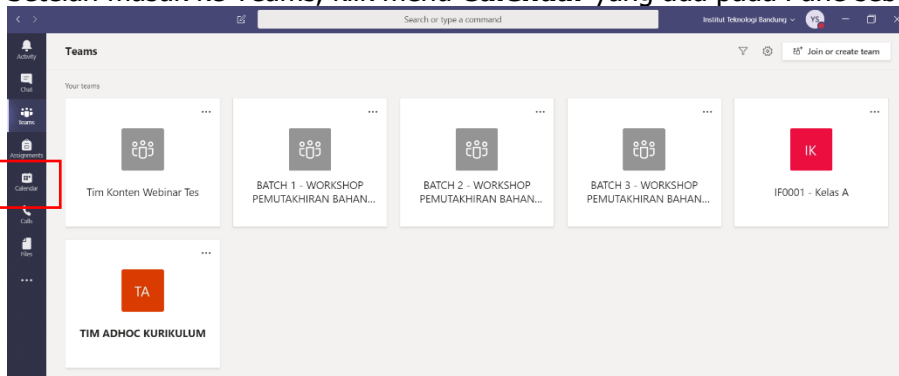 Setelah masuk ke Teams, klik menu Calendar yang ada pada Pane seb
Search or type a command
Institut Teknologi Bandung
YS
Activity
Teams
Join or create team
Chat
Your teams
Teams
Assignments
IK
Calendar
Tim Konten Webinar Tes
BATCH 1 - WORKSHOP
PEMUTAKHIRAN BAHAN...
BATCH 2 - WORKSHOP
PEMUTAKHIRAN BAHAN...
BATCH 3 - WORKSHOP
PEMUTAKHIRAN BAHAN...
IF0001 - Kelas A
Calls
Files
TA
TIM ADHOC KURIKULUM